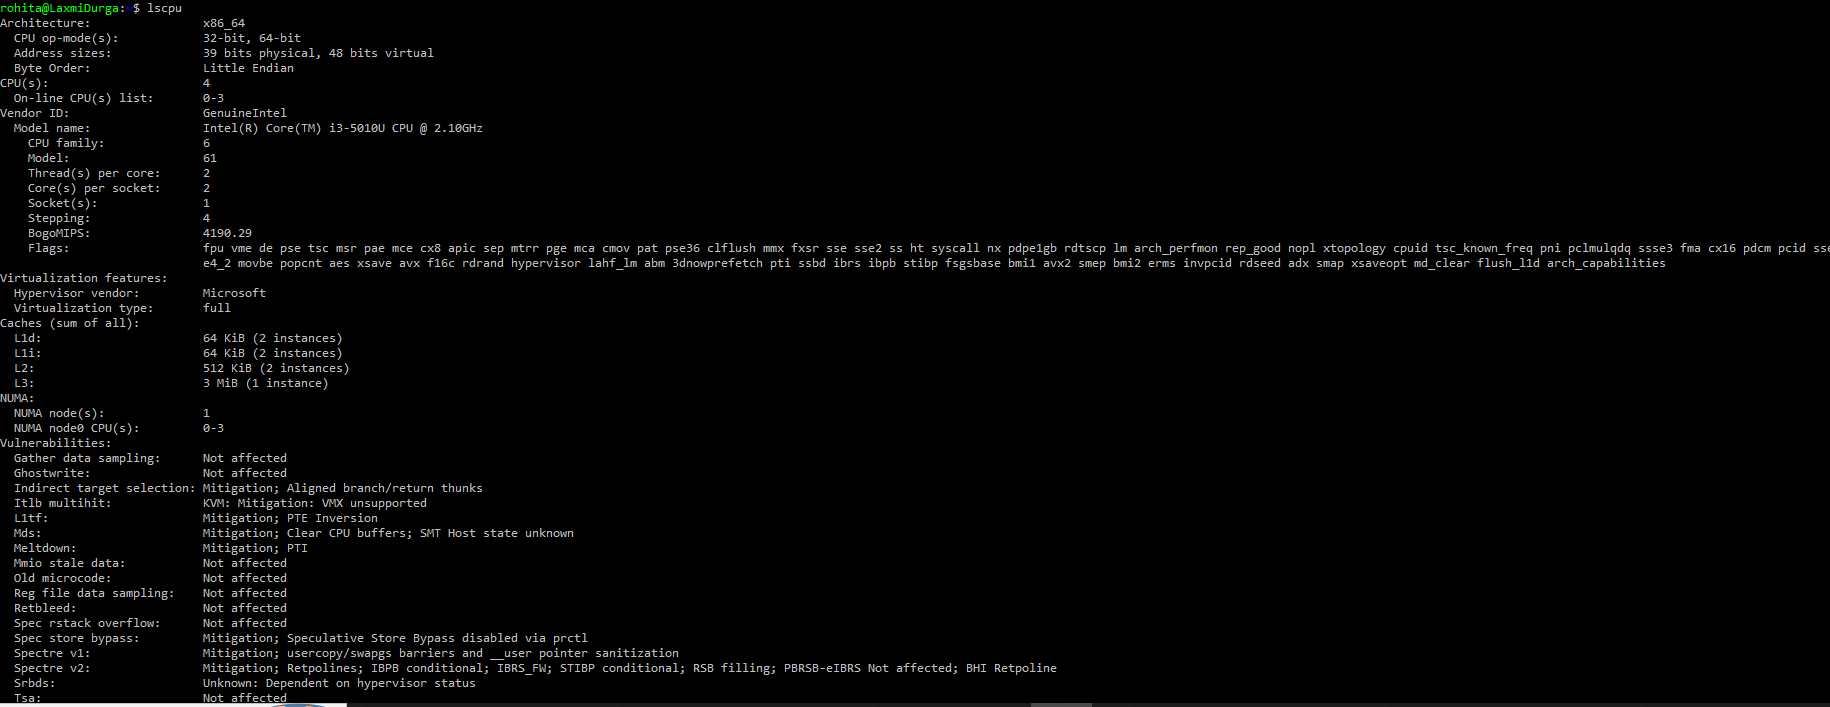 rohita@LaxmiDurga: $ lscpu
Architecture:                x86_64
  CPU op-mode(s):            32-bit, 64-bit
  Address sizes:             39 bits physical, 48 bits virtual
  Byte Order:                Little Endian
CPU(s):                      4
  On-line CPU(s) list:       0-3
Vendor ID:                   GenuineIntel
  Model name:                Intel(R) Core(TM) i3-5010U CPU @ 2.10GHz
    CPU family:              6
    Model:                   61
    Thread(s) per core:      2
    Core(s) per socket:      2
    Socket(s):               1
    Stepping:                4
    BogoMIPS:                4190.29
    Flags:                   fpu vme de pse tsc msr pae mce cx8 apic sep mtrr pge mca cmov pat pse36 clflush mmx fxsr sse sse2 ss ht syscall nx pdpe1gb rdtscp lm arch_perfmon rep_good nopl xtopology cpuid tsc_known_freq pni pclmulqdq ssse3 fma cx16 pdcm pcid sse
                             e4_2 movbe popcnt aes xsave avx f16c rdrand hypervisor lahf_lm abm 3dnowprefetch pti ssbd ibrs ibpb stibp fsgsbase bmi1 avx2 smep bmi2 erms invpcid rdseed adx smap xsaveopt md_clear flush_l1d arch_capabilities
Virtualization features:
  Hypervisor vendor:         Microsoft
  Virtualization type:       full
Caches (sum of all):
  L1d:                       64 KiB (2 instances)
  L1i:                       64 KiB (2 instances)
  L2:                        512 KiB (2 instances)
  L3:                        3 MiB (1 instance)
NUMA:
  NUMA node(s):              1
  NUMA node0 CPU(s):         0-3
Vulnerabilities:
  Gather data sampling:      Not affected
  Ghostwrite:                Not affected
  Indirect target selection: Mitigation; Aligned branch/return thunks
  Itlb multihit:             KVM: Mitigation: VMX unsupported
  L1tf:                      Mitigation; PTE Inversion
  Mds:                       Mitigation; Clear CPU buffers; SMT Host state unknown
  Meltdown:                  Mitigation; PTI
  Mmio stale data:           Not affected
  Old microcode:             Not affected
  Reg file data sampling:    Not affected
  Retbleed:                  Not affected
  Spec rstack overflow:      Not affected
  Spec store bypass:         Mitigation; Speculative Store Bypass disabled via prctl
  Spectre v1:                Mitigation; usercopy/swapgs barriers and __user pointer sanitization
  Spectre v2:                Mitigation; Retpolines; IBPB conditional; IBRS_FW; STIBP conditional; RSB filling; PBRSB-eIBRS Not affected; BHI Retpoline
  Srbds:                     Unknown: Dependent on hypervisor status
  Tsa:                       Not affected